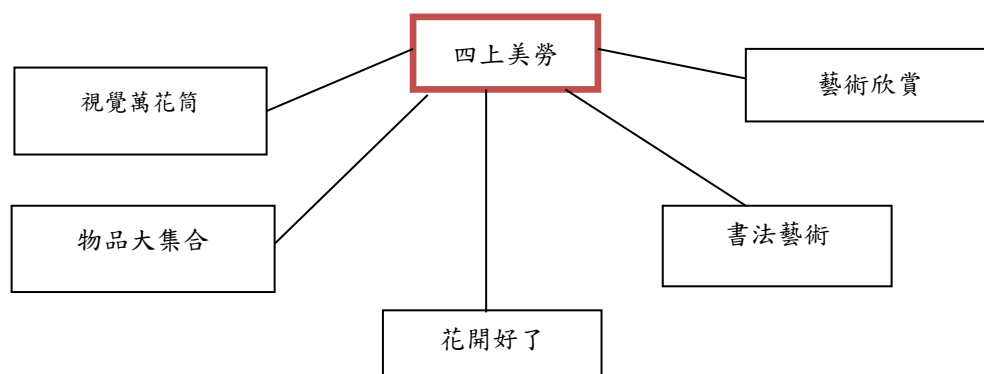 四上美勞
視覺萬花筒
藝術欣賞
物品大集合
書法藝術
花開好了